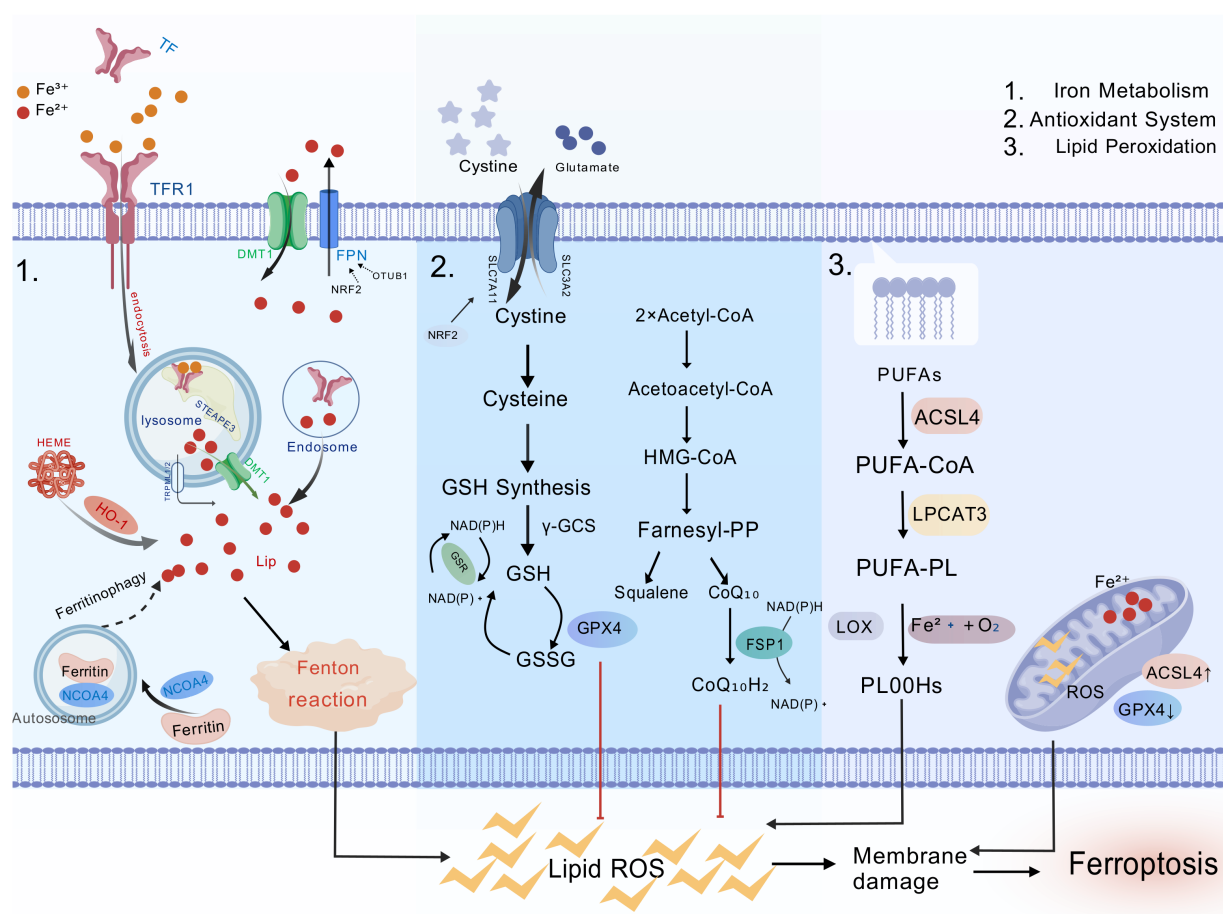 TF
Fe³⁺
Fe²⁺
TFR1
DMT1
FPN
OTUB1
NRF2
1.
endocytosis
STEAPE3
lysosome
DMT1
TRPML1/2
Endosome
HEME
HO-1
Lip
Ferritinophagy
Ferritin
NCOA4
Autososome
NCOA4
Ferritin
Fenton
reaction
Cystine
Glutamate
2.
SLC7A11
SLC3A2
NRF2
Cystine
Cysteine
GSH Synthesis
γ-GCS
NAD(P)H
GSR
NAD(P) +
GSH
GSSG
GPX4
2×Acetyl-CoA
Acetoacetyl-CoA
HMG-CoA
Farnesyl-PP
Squalene
CoQ₁₀
NAD(P)H
FSP1
CoQ₁₀H₂
NAD(P) +
1. Iron Metabolism
2. Antioxidant System
3. Lipid Peroxidation
3.
PUFAs
ACSL4
PUFA-CoA
LPCAT3
PUFA-PL
LOX
Fe² + + O₂
PL00Hs
Fe²⁺
ROS
ACSL4↑
GPX4↓
Lipid ROS
Membrane
damage
Ferroptosis